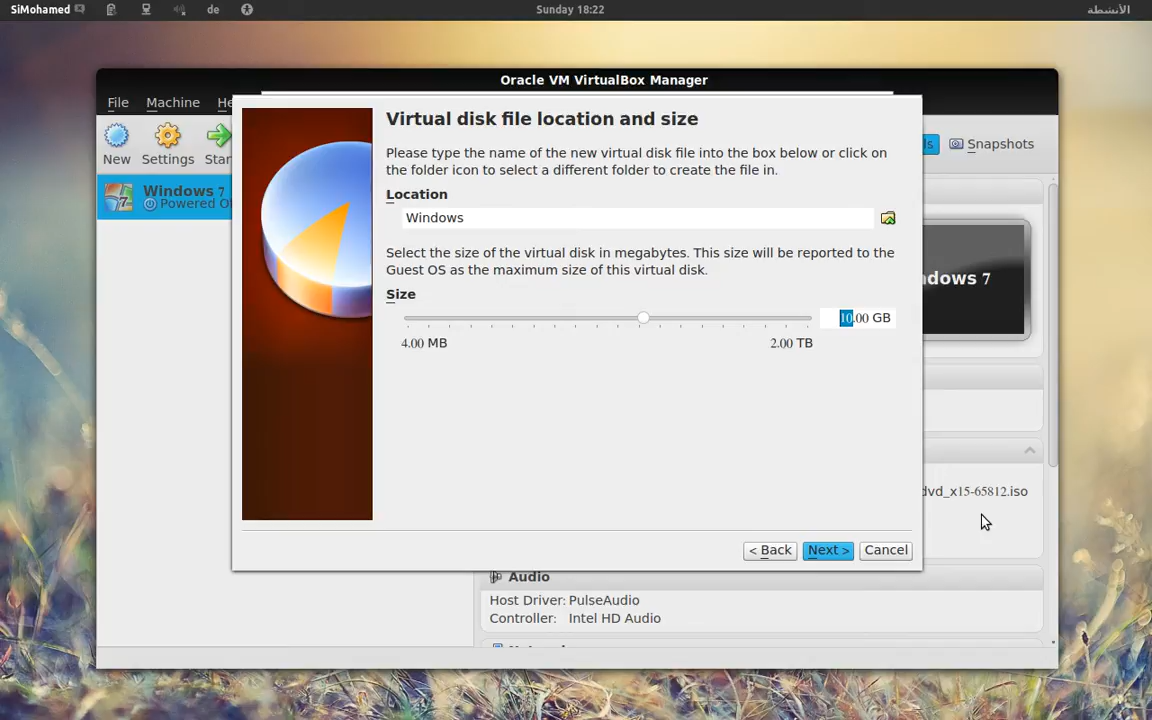 SiMohamed
de
Sunday 18:22
الأنشطة
Oracle VM VirtualBox Manager
File
Machine
He
New
Settings
Star
Snapshots
Windows 7
Powered O
Virtual disk file location and size
Please type the name of the new virtual disk file into the box below or click on
the folder icon to select a different folder to create the file in.
Location
Windows
Select the size of the virtual disk in megabytes. This size will be reported to the
Guest OS as the maximum size of this virtual disk.
Size
10.00 GB
4.00 MB
2.00 TB
ndows 7
dvd_x15-65812.iso
< Back
Next >
Cancel
Audio
Host Driver: PulseAudio
Controller: Intel HD Audio